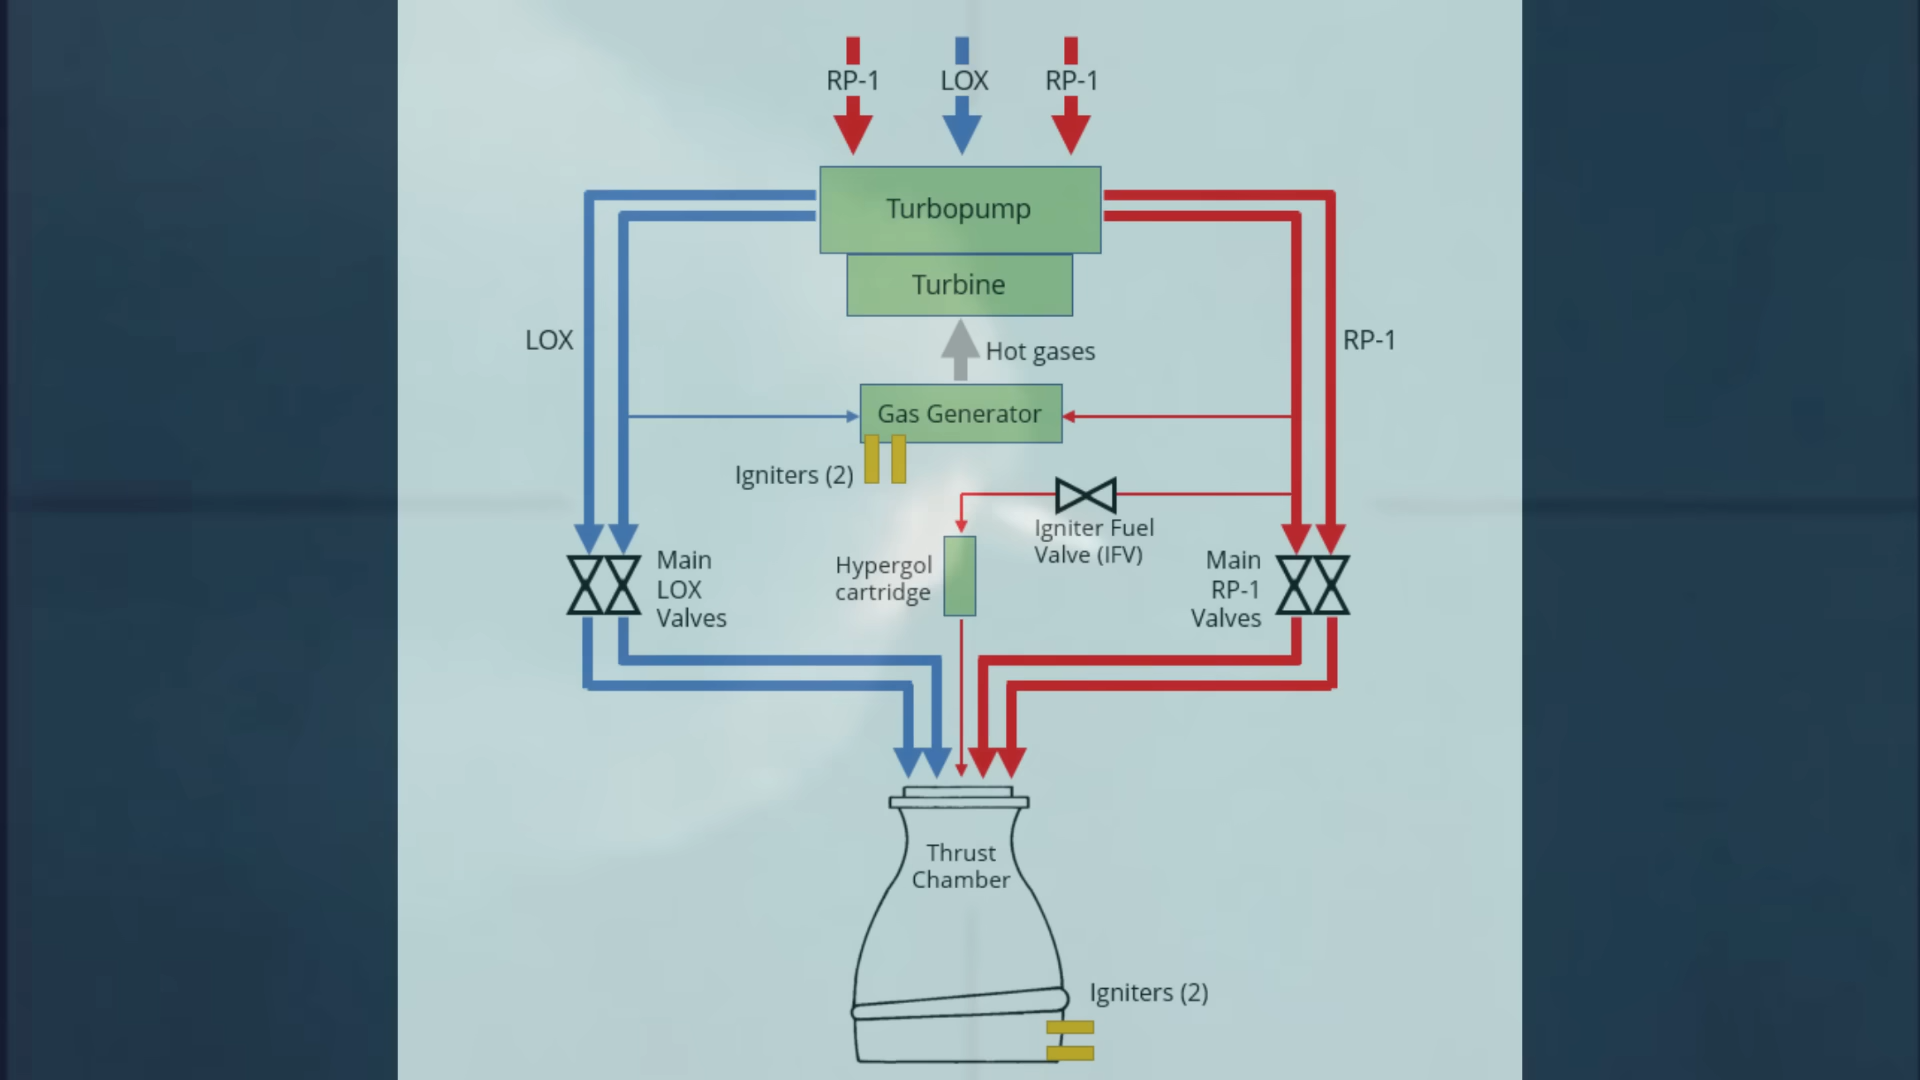 RP-1
LOX
RP-1
Turbopump
Turbine
LOX
Hot gases
RP-1
Gas Generator
Igniters (2)
Igniter Fuel
Valve (IFV)
Hypergol
cartridge
Main
LOX
Valves
Main
RP-1
Valves
Thrust
Chamber
Igniters (2)